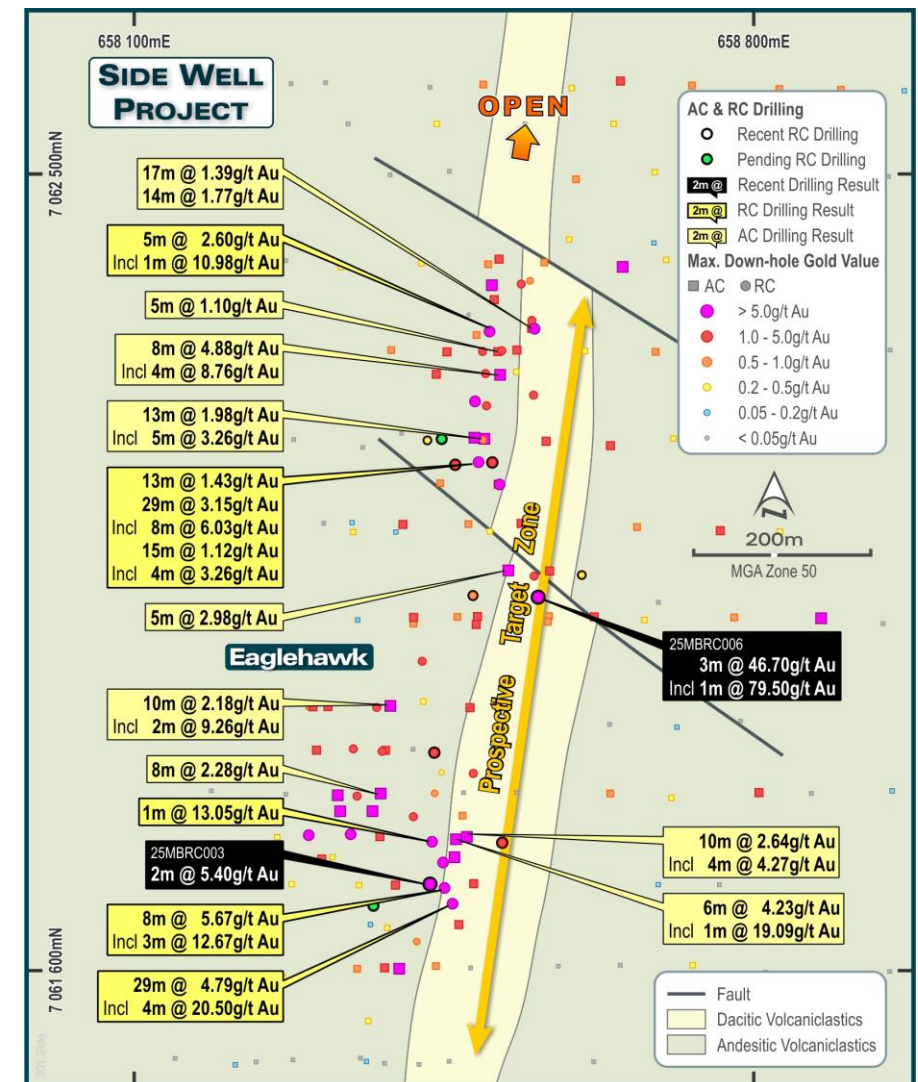 658 100mE
658 800mE
SIDE WELL
PROJECT
OPEN
7 062 500mN
7 061 600mN
AC & RC Drilling
Recent RC Drilling
Pending RC Drilling
2m @ Recent Drilling Result
2m @ RC Drilling Result
2m @ AC Drilling Result
Max. Down-hole Gold Value
AC RC
> 5.0g/t Au
1.0 - 5.0g/t Au
0.5 - 1.0g/t Au
0.2 - 0.5g/t Au
0.05 - 0.2g/t Au
< 0.05g/t Au
200m
MGA Zone 50
17m @ 1.39g/t Au
14m @ 1.77g/t Au
5m @ 2.60g/t Au
Incl 1m @ 10.98g/t Au
5m @ 1.10g/t Au
8m @ 4.88g/t Au
Incl 4m @ 8.76g/t Au
13m @ 1.98g/t Au
Incl 5m @ 3.26g/t Au
13m @ 1.43g/t Au
29m @ 3.15g/t Au
Incl 8m @ 6.03g/t Au
15m @ 1.12g/t Au
Incl 4m @ 3.26g/t Au
5m @ 2.98g/t Au
Prospective Target Zone
Eaglehawk
25MBRC006
3m @ 46.70g/t Au
Incl 1m @ 79.50g/t Au
10m @ 2.18g/t Au
Incl 2m @ 9.26g/t Au
8m @ 2.28g/t Au
1m @ 13.05g/t Au
25MBRC003
2m @ 5.40g/t Au
8m @ 5.67g/t Au
Incl 3m @ 12.67g/t Au
29m @ 4.79g/t Au
Incl 4m @ 20.50g/t Au
10m @ 2.64g/t Au
Incl 4m @ 4.27g/t Au
6m @ 4.23g/t Au
Incl 1m @ 19.09g/t Au
Fault
Dacitic Volcaniclastics
Andesitic Volcaniclastics
301 Side